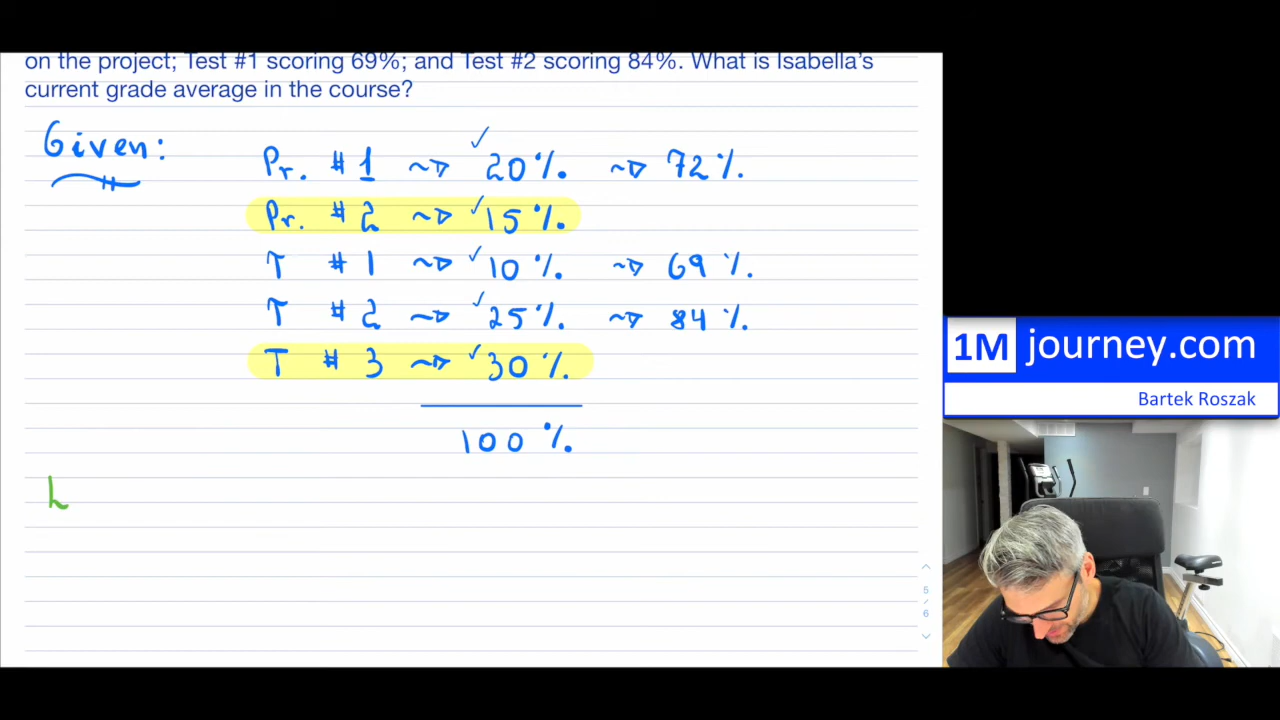 on the project; Test #1 scoring 69%; and Test #2 scoring 84%. What is Isabella's
current grade average in the course?
Given:
Pr. # 1 ~▷ ✓ 20 % ~▷ 72 %
Pr. # 2 ~▷ ✓ 15 %
T # 1 ~▷ ✓ 10 % ~▷ 69 %
T # 2 ~▷ ✓ 25 % ~▷ 84 %
T # 3 ~▷ ✓ 30 %
100 %
1M journey.com
Bartek Roszak
5
/
6